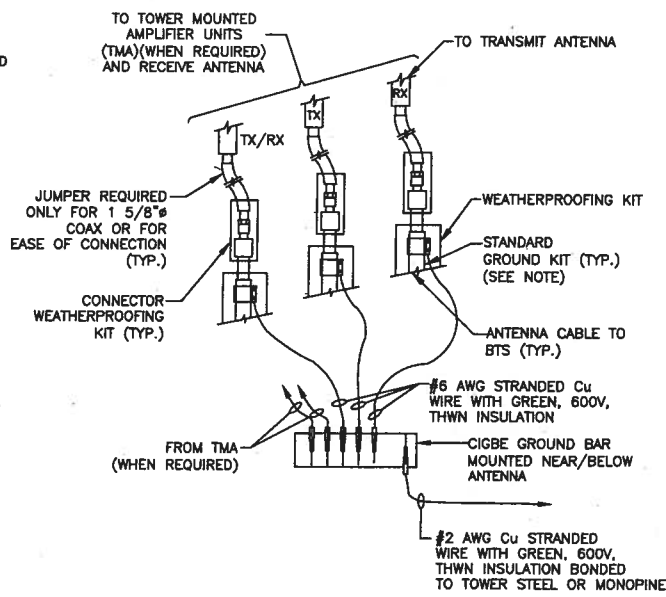 TO TOWER MOUNTED
AMPLIFIER UNITS
(TMA)(WHEN REQUIRED)
AND RECEIVE ANTENNA
D
TO TRANSMIT ANTENNA
RX
TX
TX/RX
JUMPER REQUIRED
ONLY FOR 1 5/8"ø
COAX OR FOR
EASE OF CONNECTION
(TYP.)
WEATHERPROOFING KIT
STANDARD
GROUND KIT (TYP.)
(SEE NOTE)
CONNECTOR
WEATHERPROOFING
KIT (TYP.)
ANTENNA CABLE TO
BTS (TYP.)
#6 AWG STRANDED Cu
WIRE WITH GREEN, 600V,
THWN INSULATION
FROM TMA
(WHEN REQUIRED)
CIGBE GROUND BAR
MOUNTED NEAR/BELOW
ANTENNA
#2 AWG Cu STRANDED
WIRE WITH GREEN, 600V,
THWN INSULATION BONDED
TO TOWER STEEL OR MONOPINE